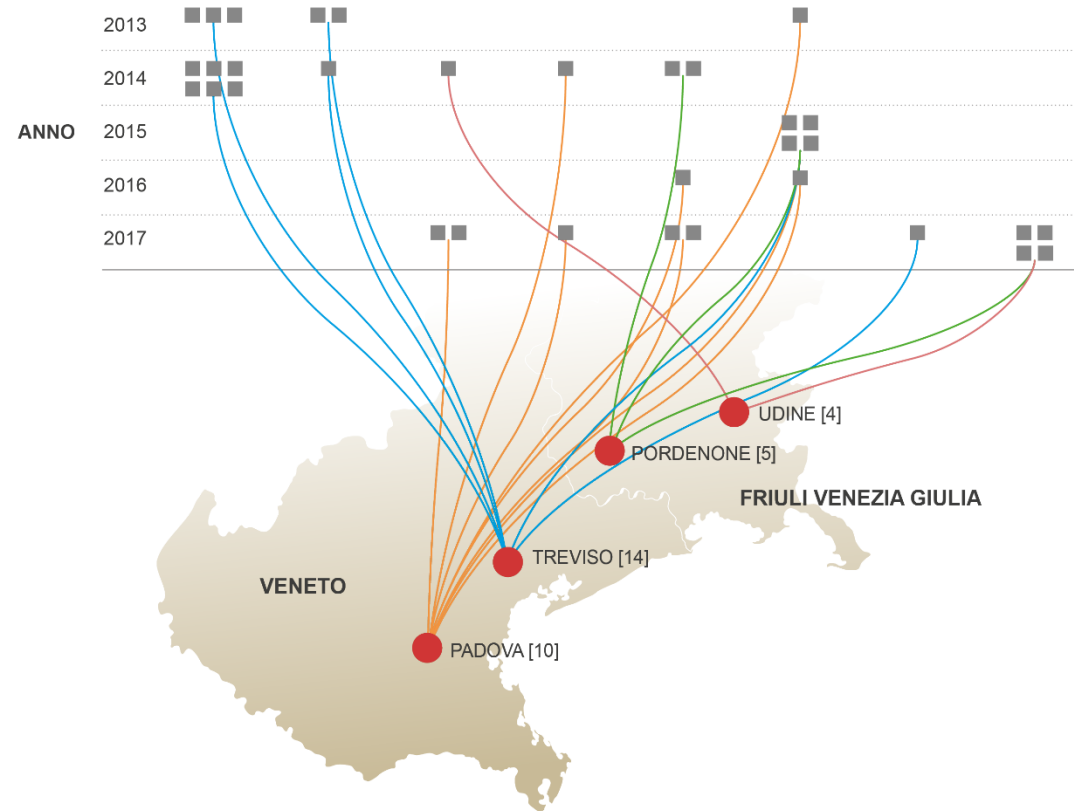 2013
2014
ANNO
2015
2016
2017
UDINE [4]
PORDENONE [5]
FRIULI VENEZIA GIULIA
TREVISO [14]
VENETO
PADOVA [10]